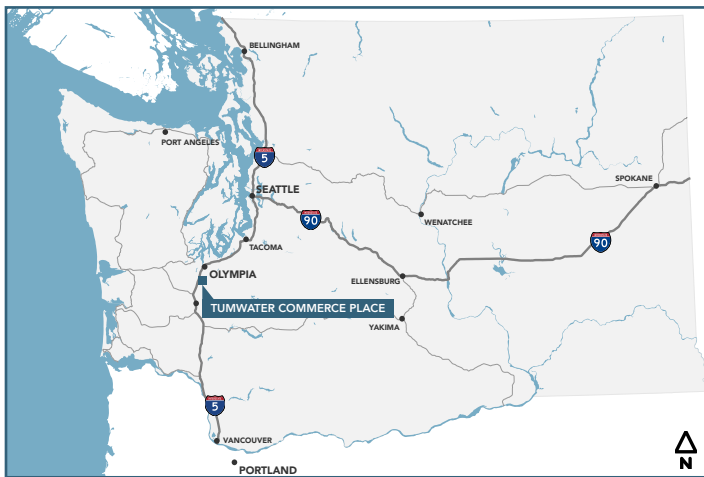 BELLINGHAM
PORT ANGELES
5
SEATTLE
SPOKANE
90
WENATCHEE
TACOMA
90
OLYMPIA
ELLENSBURG
TUMWATER COMMERCE PLACE
YAKIMA
5
VANCOUVER
PORTLAND
N